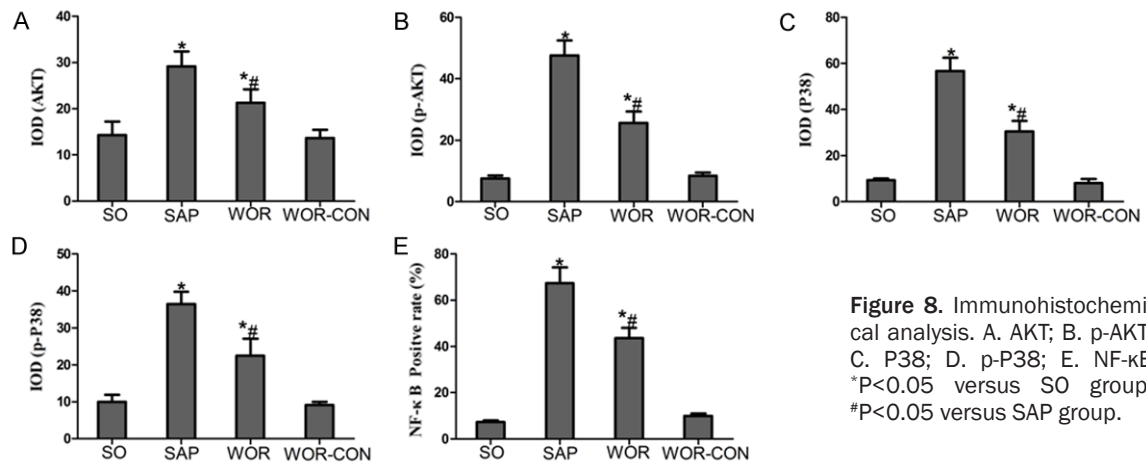 A
IOD (AKT)
40
30
20
10
0
*
*#
SO SAP WOR WOR-CON
B
IOD (p-AKT)
60
40
20
0
*
*#
SO SAP WOR WOR-CON
C
IOD (P38)
80
60
40
20
0
*
*#
SO SAP WOR WOR-CON
D
IOD (p-P38)
50
40
30
20
10
0
*
*#
SO SAP WOR WOR-CON
E
NF-κ B Positve rate (%)
80
60
40
20
0
*
*#
SO SAP WOR WOR-CON
Figure 8. Immunohistochemi
cal analysis. A. AKT; B. p-AKT
C. P38; D. p-P38; E. NF-κB
*P<0.05 versus SO group
#P<0.05 versus SAP group.